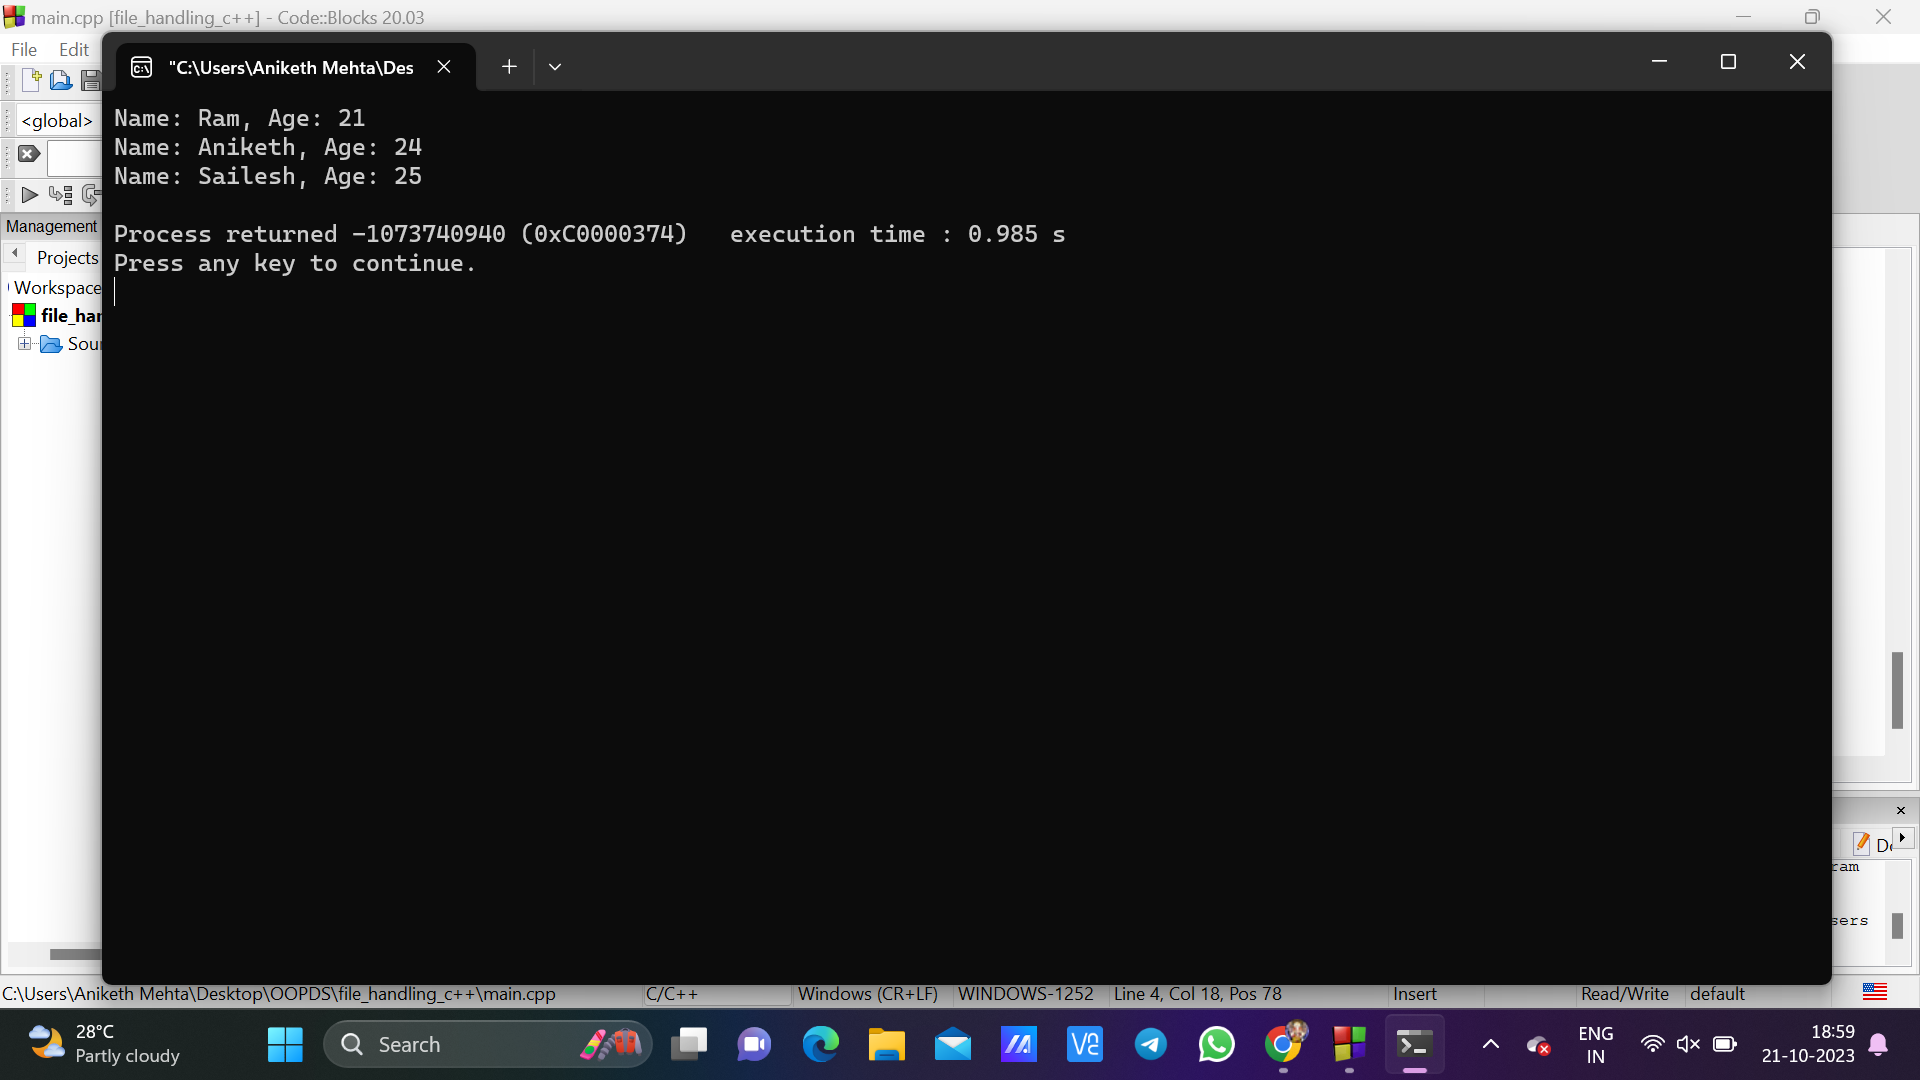 main.cpp [file_handling_c++] - Code::Blocks 20.03
File Edit
"C:\Users\Aniketh Mehta\Des
<global>
Name: Ram, Age: 21
Name: Aniketh, Age: 24
Name: Sailesh, Age: 25
Process returned -1073740940 (0xC0000374)   execution time : 0.985 s
Press any key to continue.
Management
Projects
Workspace
file_han
Sour
De
ram
sers
C:\Users\Aniketh Mehta\Desktop\OOPDS\file_handling_c++\main.cpp C/C++ Windows (CR+LF) WINDOWS-1252 Line 4, Col 18, Pos 78 Insert Read/Write default
28°C
Partly cloudy
Search
ENG
IN
18:59
21-10-2023